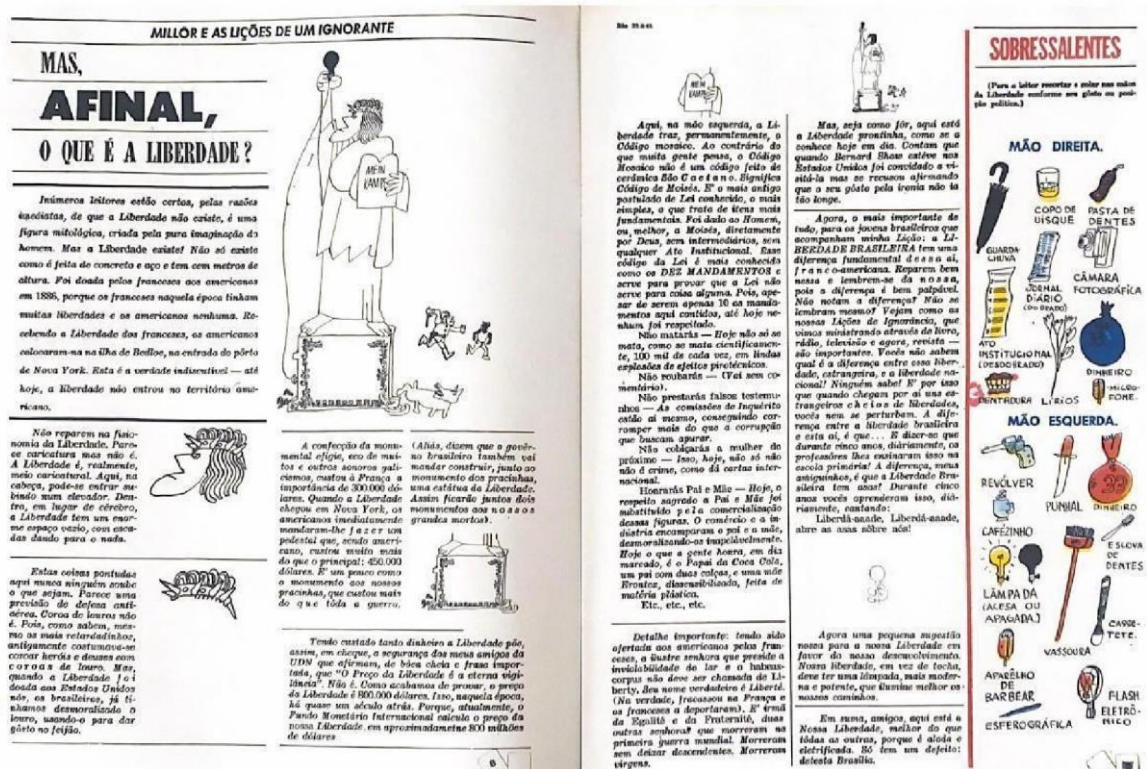 MILLÔR E AS LIÇÕES DE UM IGNORANTE
MAS,
AFINAL,
O QUE É A LIBERDADE?
Inúmeros leitores estão certos, pelas razões
de que a Liberdade não existe, é uma
figura mitológica, criada pela pura imaginação do
homem. Mas a Liberdade existe! Não só existe
como é feita de concreto e aço e tem cem metros de
altura. Foi doada pelos franceses aos americanos
em 1886, porque os franceses naquela época tinham
muitas liberdades e os americanos nenhuma. Re-
cebendo a Liberdade dos franceses, os americanos
colocaram-na na ilha de Bedloe, na entrada do pôrto
de Nova York. Esta é a verdade indiscutível — até
hoje, a liberdade não entrou no território ame-
ricano.
Não reparem na fisio-
nomia da Liberdade. Pare-
ce caricatura mas não é.
A Liberdade é, realmente,
meio caricatural. Aqui, na
cabeça, pode-se entrar su-
bindo num elevador. Den-
tro, em lugar de cérebro,
a Liberdade tem um enor-
me espaço vazio, com esca-
das dando para o nada.
Estas coisas pontudas
aqui nunca ninguém soube
o que sejam. Parece uma
previsão de defesa anti-
aérea. Coroa de louros não
é. Pois, como sabem, mes-
mo os mais retardadinhos,
antigamente costumava-se
coroar heróis e deuses com
coroas de louro. Mas,
quando a Liberdade foi
doada aos Estados Unidos
nós, os brasileiros, já ti-
nhamos desmoralizado o
louro, usando-o para dar
gôsto no feijão.
MEIN
KAMPF
A confecção da monu-
mental efígie, eco de mui-
tos e outros sonoros gali-
cismos, custou à França a
importância de 300.000 dó-
lares. Quando a Liberdade
chegou em Nova York, os
americanos imediatamente
mandaram-lhe fazer um
pedestal que, sendo ameri-
cano, custou muito mais
do que o principal: 450.000
dólares. E' um pouco como
o monumento aos nossos
pracinhas, que custou mais
do que tôda a guerra.
(Aliás, dizem que o govêr-
no brasileiro também vai
mandar construir, junto ao
monumento dos pracinhas,
uma estátua da Liberdade.
Assim ficarão juntos dois
monumentos aos nossos
grandes mortos).
Tendo custado tanto dinheiro a Liberdade põe,
assim, em cheque, a segurança dos meus amigos da
UDN que afirmam, de bôca cheia e frase impor-
tada, que "O Preço da Liberdade é a eterna vigi-
lância". Não é. Como acabamos de provar, o preço
da Liberdade é 800.000 dólares. Isso, naquela época,
há quase um século atrás. Porque, atualmente, o
Fundo Monetário Internacional calcula o preço da
nossa Liberdade em aproximadamente 800 milhões
de dólares
MEIN
KAMPF
Aqui, na mão esquerda, a Li-
berdade traz, permanentemente, o
Código mosaico. Ao contrário do
que muita gente pensa, o Código
Mosaico não é um código feito de
cerâmica São Caetano. Significa
Código de Moisés. E' o mais antigo
postulado de Lei conhecido, o mais
simples, o que trata de itens mais
fundamentais. Foi dado ao Homem,
ou, melhor, a Moisés, diretamente
por Deus, sem intermediários, sem
qualquer Ato Institucional. Esse
código da Lei é mais conhecido
como os DEZ MANDAMENTOS e
serve para provar que a Lei não
serve para coisa alguma. Pois, ape-
sar de serem apenas 10 os manda-
mentos aqui contidos, até hoje ne-
nhum foi respeitado.
Não matarás — Hoje não só se
mata, como se mata cientificamen-
te, 100 mil de cada vez, em lindas
explosões de efeitos pirotécnicos.
Não roubarás — (Vai sem co-
mentário).
Não prestarás falsos testemu-
nhos — As comissões de Inquérito
estão aí mesmo, conseguindo cor-
romper mais do que a corrupção
que buscam apurar.
Não cobiçarás a mulher do
próximo — Isso, hoje, não só não
não é crime, como dá cartaz inter-
nacional.
Honrarás Pai e Mãe — Hoje, o
respeito sagrado a Pai e Mãe foi
substituído pela comercialização
dessas figuras. O comércio e a in-
dústria encamparam o pai e a mãe,
desmoralizando-os inapelàvelmente.
Hoje o que a gente honra, em dia
marcado, é o Papai da Coca Cola,
um pai com duas calças, e uma mãe
Erontex, dissensibilizada, feita de
matéria plástica.
Etc., etc., etc.
Detalhe importante: tendo sido
ofertada aos americanos pelos fran-
ceses, a ilustre senhora que preside a
inviolabilidade do lar e o habeas-
corpus não deve ser chamada de Li-
berty. Seu nome verdadeiro é Liberté.
(Na verdade, fracassou na França e
os franceses a deportaram). E' irmã
da Egalité e da Fraternité, duas
outras senhoras que morreram na
primeira guerra mundial. Morreram
sem deixar descendentes. Morreram
virgens.
Mas, seja como fôr, aqui está
a Liberdade prontinha, como se a
conhece hoje em dia. Contam que
quando Bernard Shaw estêve nos
Estados Unidos foi convidado a vi-
sitá-la mas se recusou afirmando
que o seu gôsto pela ironia não ia
tão longe.
Agora, o mais importante de
tudo, para os jovens brasileiros que
acompanham minha Lição: a LI-
BERDADE BRASILEIRA tem uma
diferença fundamental dessa aí,
franco-americana. Reparem bem
nessa e lembrem-se da nossa,
pois a diferença é bem palpável.
Não notam a diferença? Não se
lembram mesmo? Vejam como as
nossas Lições de Ignorância, que
vimos ministrando através de livro,
rádio, televisão e agora, revista —
são importantes. Vocês não sabem
qual é a diferença entre essa liber-
dade, estrangeira, e a liberdade na-
cional! Ninguém sabe! E' por isso
que quando chegam por aí uns es-
trangeiros cheios de liberdades,
vocês nem se perturbam. A dife-
rença entre a liberdade brasileira
e esta aí, é que... E dizer-se que
durante cinco anos, diàriamente, os
professôres lhes ensinaram isso na
escola primária! A diferença, meus
amiguinhos, é que a Liberdade Bra-
sileira tem asas! Durante cinco
anos vocês aprenderam isso, dià-
riamente, cantando:
Liberdá-aaade, Liberdá-aaade,
abre as asas sôbre nós!
Agora uma pequena sugestão
nossa para a nossa Liberdade em
favor do nosso desenvolvimento.
Nossa liberdade, em vez de tocha,
deve ter uma lâmpada, mais moder-
na e potente, que ilumine melhor os
nossos caminhos.
Em suma, amigos, aqui está a
Nossa Liberdade, melhor do que
tôdas as outras, porque é alada e
eletrificada. Só tem um defeito:
detesta Brasília.
SOBRESSALENTES
(Para o leitor recortar e colar nas mãos
da Liberdade conforme seu gôsto ou posi-
ção política.)
MÃO DIREITA.
GUARDA-
CHUVA
COPO DE
UISQUE
PASTA DE
DENTES
JORNAL
DIÁRIO
(DOBRADO)
CÂMARA
FOTOGRÁFICA
ATO
INSTITUCIONAL
(DESDOBRADO)
DINHEIRO
DENTADURA
LÍRIOS
MICRO-
FONE
MÃO ESQUERDA.
REVÓLVER
PUNHAL
DINHEIRO
CAFÉZINHO
ESCOVA
DE
DENTES
LÂMPADA
(ACESA OU
APAGADA)
VASSOURA
CASSE-
TETE.
APARÊLHO
DE
BARBEAR
FLASH
ELETRÔ-
NICO
ESFEROGRÁFICA